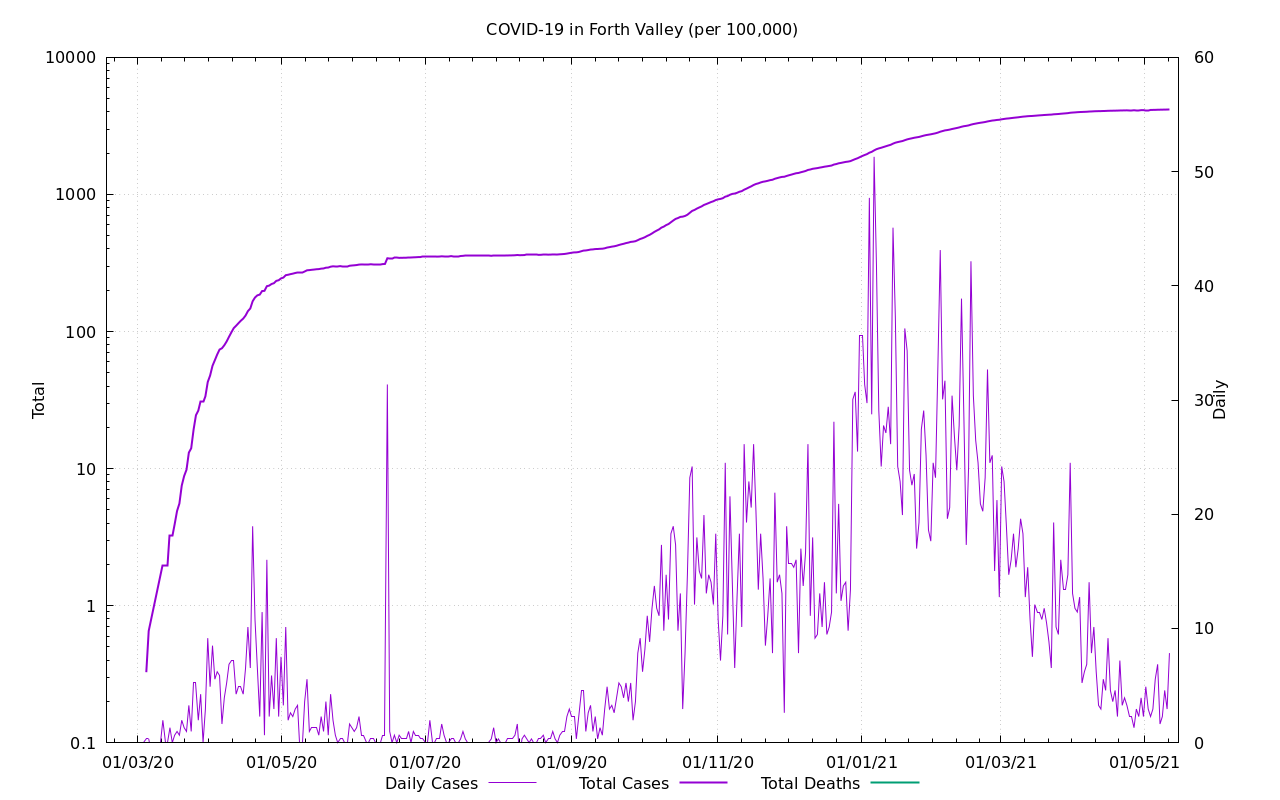 COVID-19 in Forth Valley (per 100,000)
10000
1000
100
10
1
0.1
Total
60
50
40
30
20
10
0
Daily
01/03/20 01/05/20 01/07/20 01/09/20 01/11/20 01/01/21 01/03/21 01/05/21
Daily Cases Total Cases Total Deaths